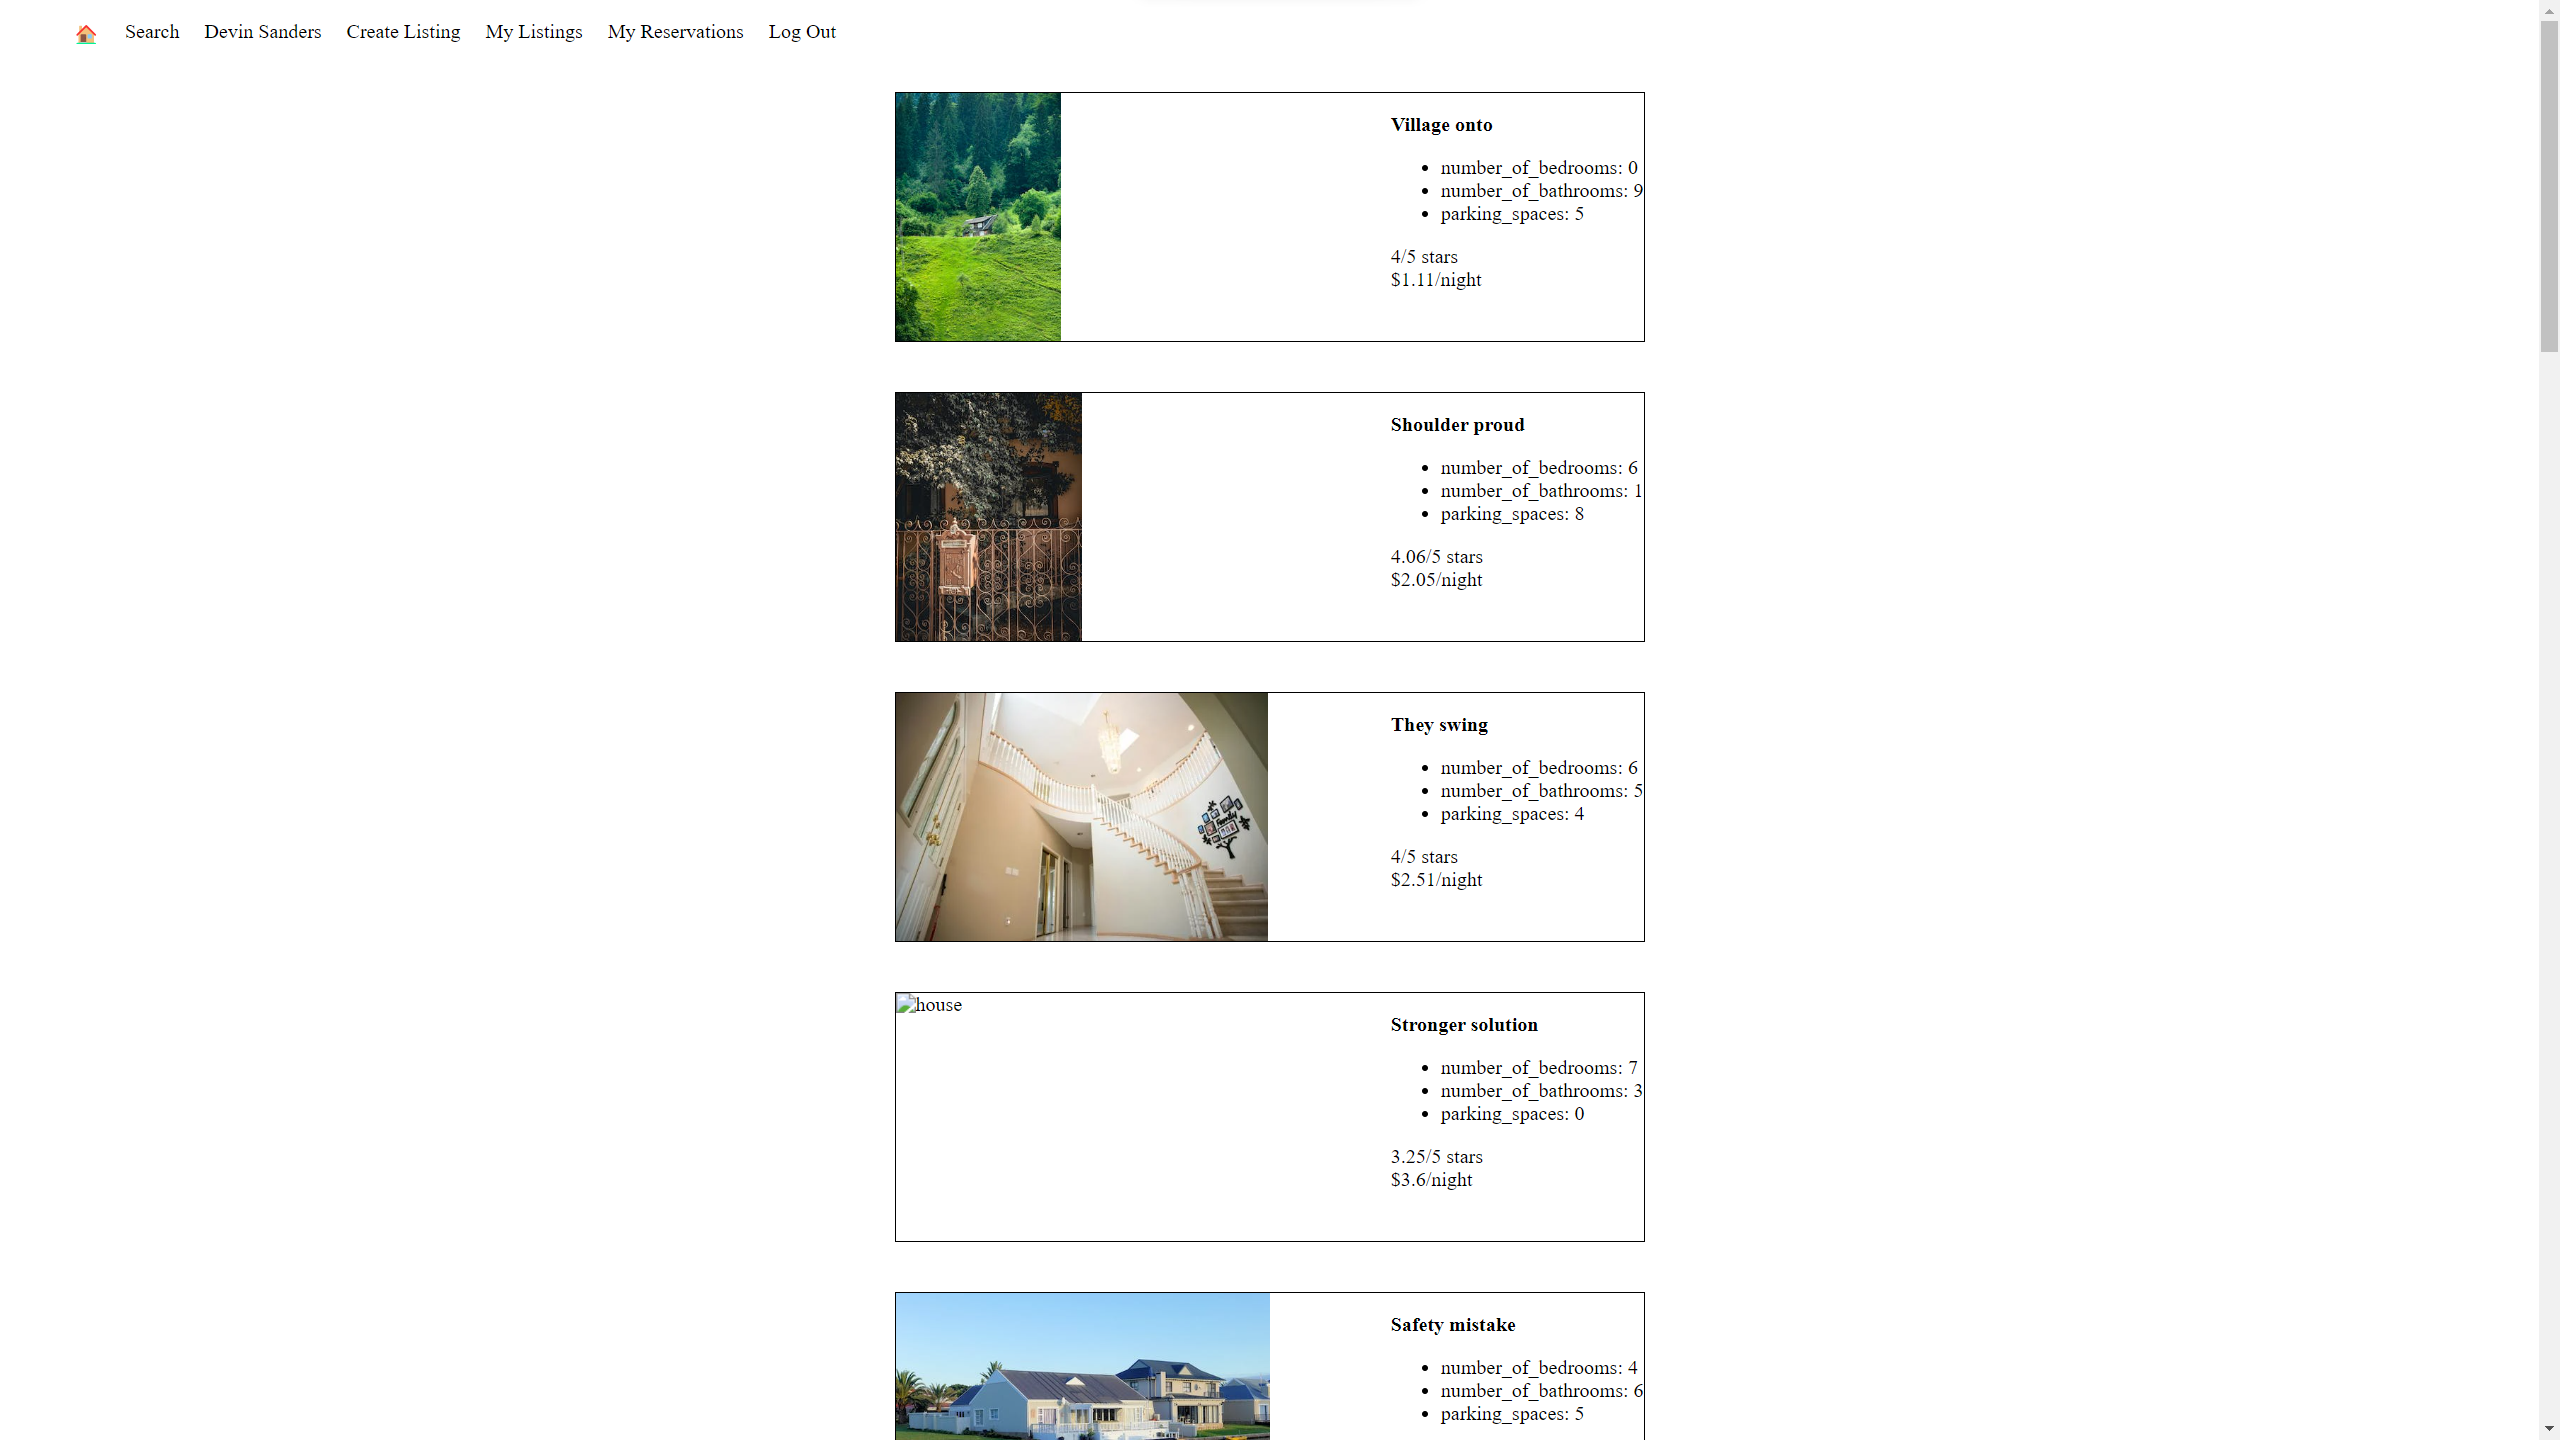 Search Devin Sanders Create Listing My Listings My Reservations Log Out
Village onto
number_of_bedrooms: 0
number_of_bathrooms: 9
parking_spaces: 5
4/5 stars
$1.11/night
Shoulder proud
number_of_bedrooms: 6
number_of_bathrooms: 1
parking_spaces: 8
4.06/5 stars
$2.05/night
They swing
number_of_bedrooms: 6
number_of_bathrooms: 5
parking_spaces: 4
4/5 stars
$2.51/night
family
house
Stronger solution
number_of_bedrooms: 7
number_of_bathrooms: 3
parking_spaces: 0
3.25/5 stars
$3.6/night
Safety mistake
number_of_bedrooms: 4
number_of_bathrooms: 6
parking_spaces: 5